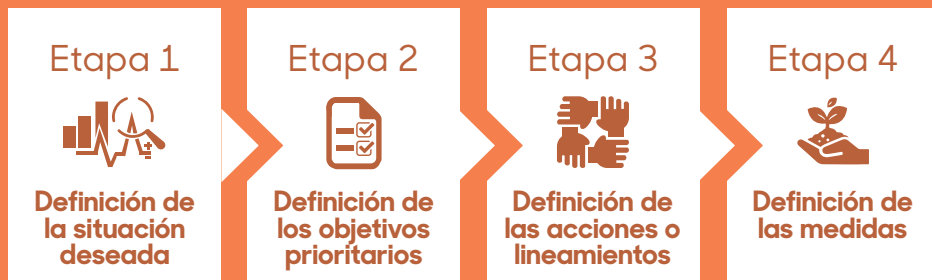 Etapa 1
Definición de
la situación
deseada
Etapa 2
Definición de
los objetivos
prioritarios
Etapa 3
Definición de
las acciones o
lineamientos
Etapa 4
Definición de
las medidas